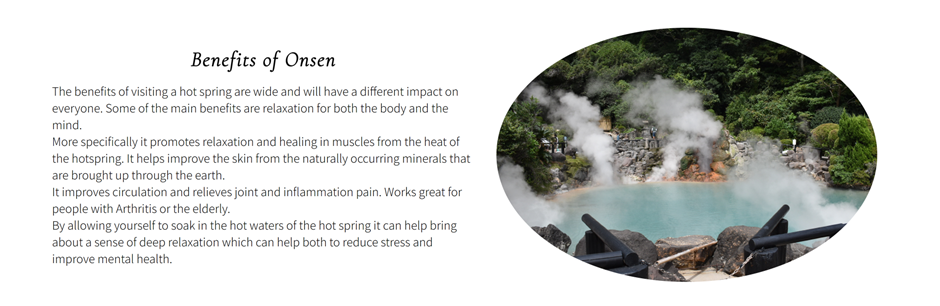 Benefits of Onsen
The benefits of visiting a hot spring are wide and will have a different impact on
everyone. Some of the main benefits are relaxation for both the body and the
mind.
More specifically it promotes relaxation and healing in muscles from the heat of
the hotspring. It helps improve the skin from the naturally occurring minerals that
are brought up through the earth.
It improves circulation and relieves joint and inflammation pain. Works great for
people with Arthritis or the elderly.
By allowing yourself to soak in the hot waters of the hot spring it can help bring
about a sense of deep relaxation which can help both to reduce stress and
improve mental health.